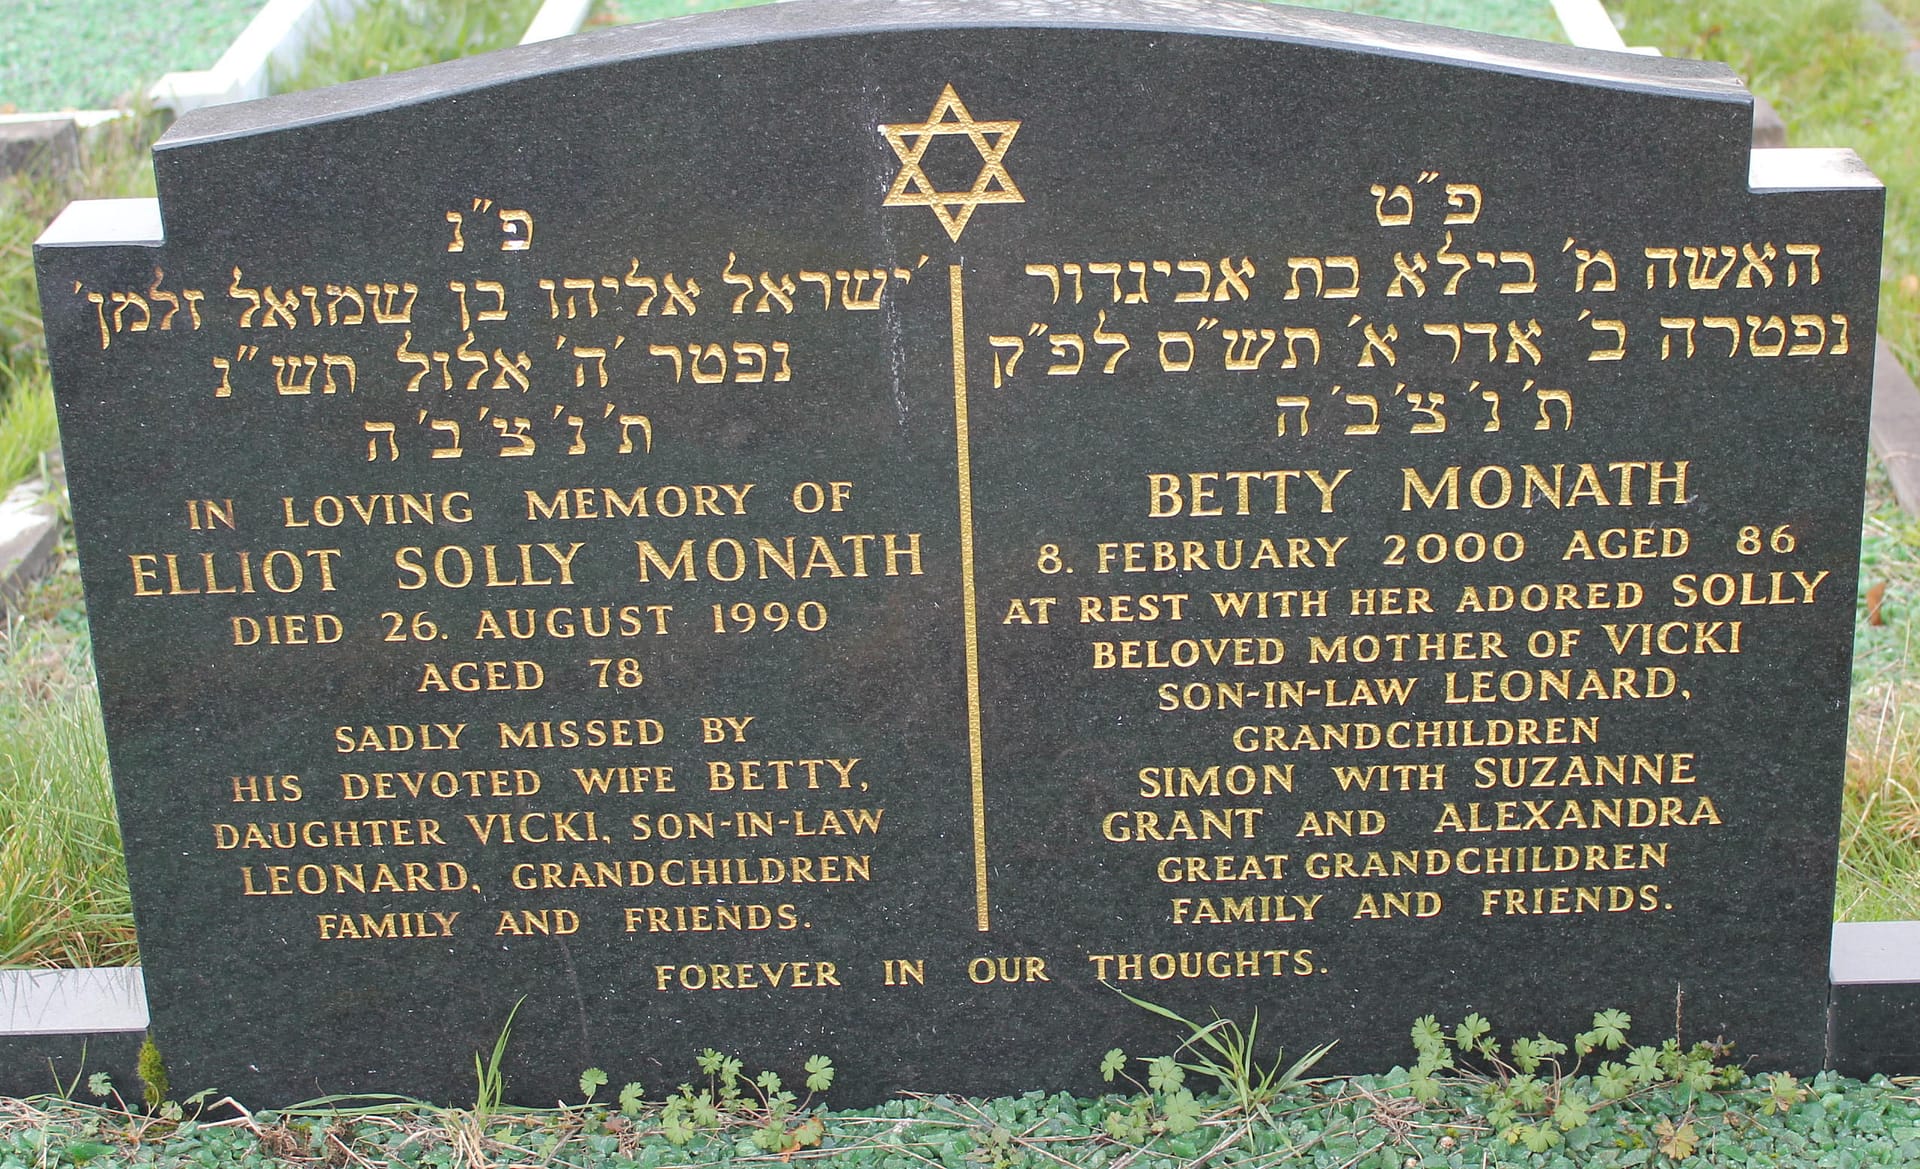 פ״נ
׳ישראל אליהו בן שמואל זלמן׳
נפטר ׳ה׳ אלול תש״נ
ת׳נ׳צ׳ב׳ה
IN LOVING MEMORY OF
ELLIOT SOLLY MONATH
DIED 26. AUGUST 1990
AGED 78
SADLY MISSED BY
HIS DEVOTED WIFE BETTY,
DAUGHTER VICKI, SON-IN-LAW
LEONARD, GRANDCHILDREN
FAMILY AND FRIENDS.
פ״ט
האשה מ׳ בילא בת אביגדור
נפטרה ב׳ אדר א׳ תש״ס לפ״ק
ת׳נ׳צ׳ב׳ה
BETTY MONATH
8. FEBRUARY 2000 AGED 86
AT REST WITH HER ADORED SOLLY
BELOVED MOTHER OF VICKI
SON-IN-LAW LEONARD,
GRANDCHILDREN
SIMON WITH SUZANNE
GRANT AND ALEXANDRA
GREAT GRANDCHILDREN
FAMILY AND FRIENDS.
FOREVER IN OUR THOUGHTS.